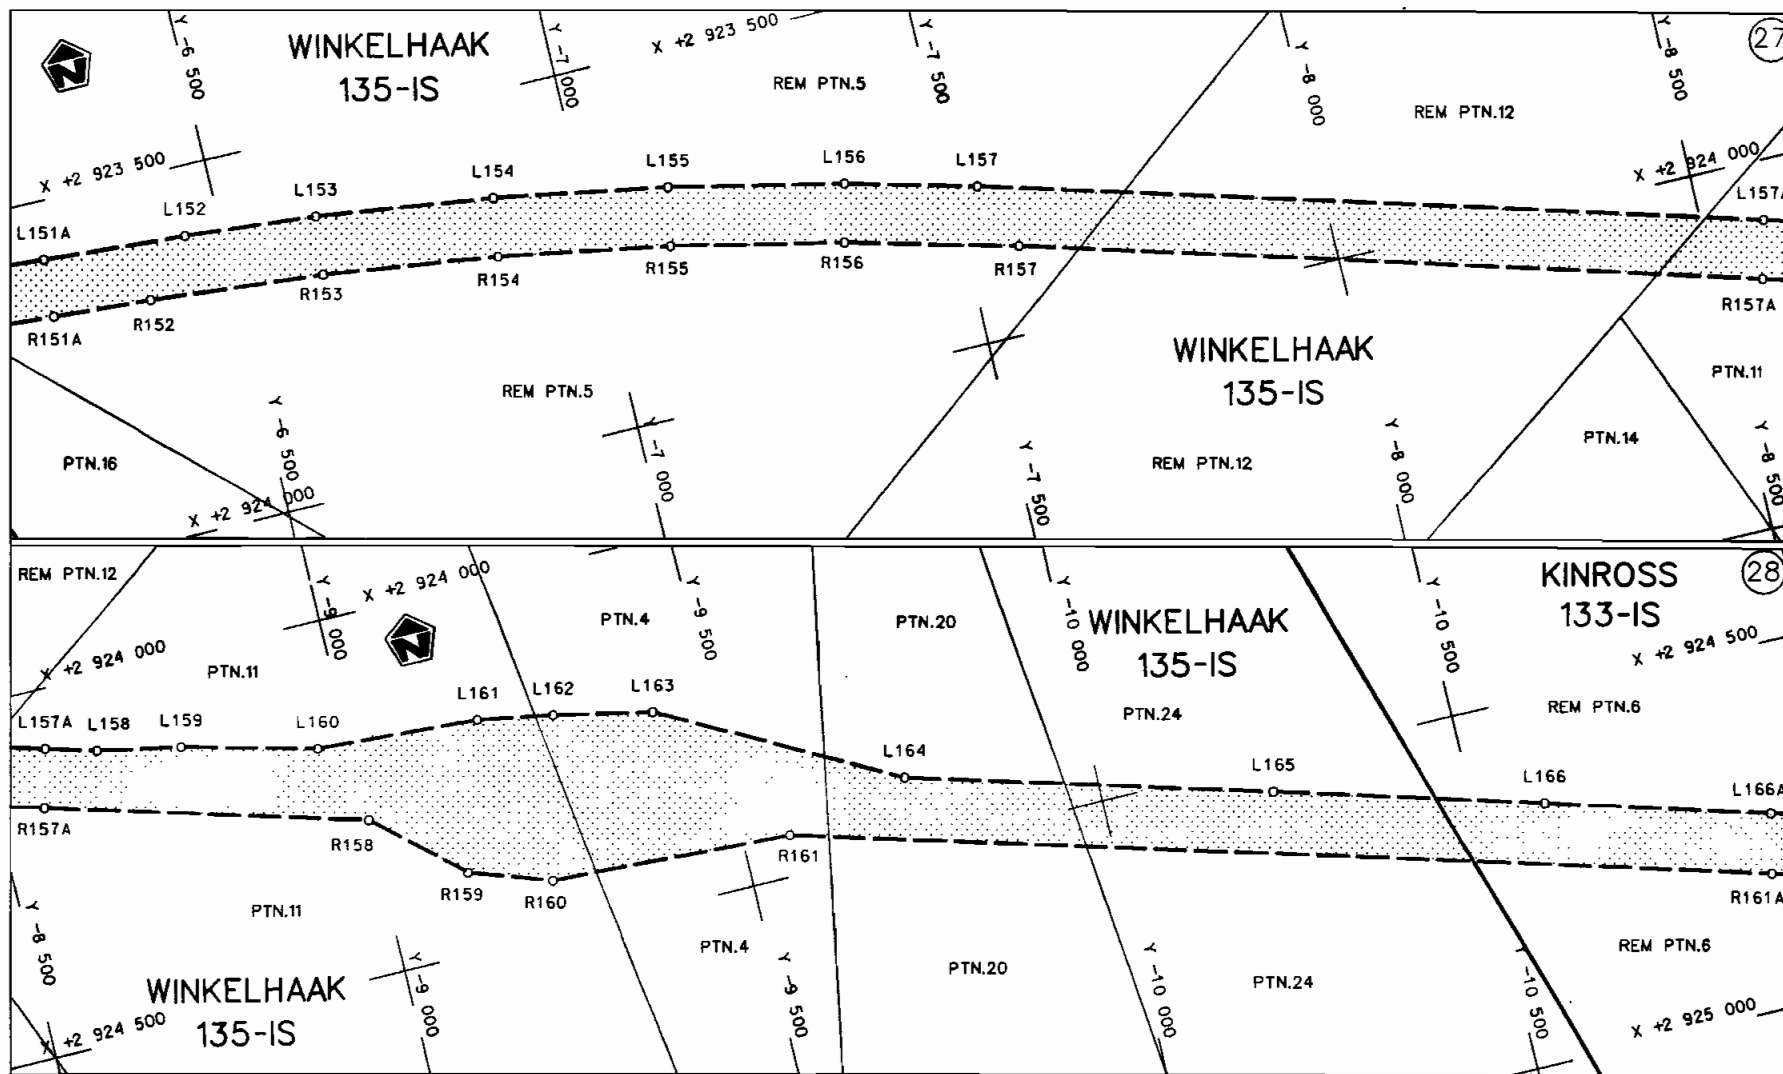 Y -6 500
WINKELHAAK
135-IS
Y -7 000
X +2 923 500
Y -7 500
REM PTN.5
Y -8 000
REM PTN.12
Y -8 500
27
N
X +2 923 500
X +2 924 000
L151A
L152
L153
L154
L155
L156
L157
L157A
R151A
R152
R153
R154
R155
R156
R157
R157A
WINKELHAAK
135-IS
PTN.11
REM PTN.5
PTN.16
Y -6 500
X +2 924 000
Y -7 000
Y -7 500
REM PTN.12
Y -8 000
PTN.14
Y -8 500
REM PTN.12
Y -9 000
X +2 924 000
N
PTN.4
Y -9 500
PTN.20
Y -10 000
WINKELHAAK
135-IS
Y -10 500
KINROSS
133-IS
28
X +2 924 500
X +2 924 000
PTN.11
PTN.24
REM PTN.6
L157A
L158
L159
L160
L161
L162
L163
L164
L165
L166
L166A
R157A
R158
R159
R160
R161
R161A
Y -8 500
PTN.11
WINKELHAAK
135-IS
X +2 924 500
Y -9 000
PTN.4
Y -9 500
PTN.20
Y -10 000
PTN.24
Y -10 500
REM PTN.6
X +2 925 000